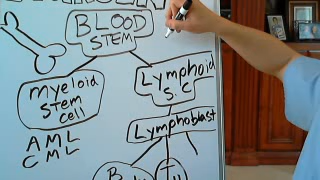 BLOOD
STEM
myeloid
Stem
cell
Lymphoid
S.C
Lymphoblast
AML
CML